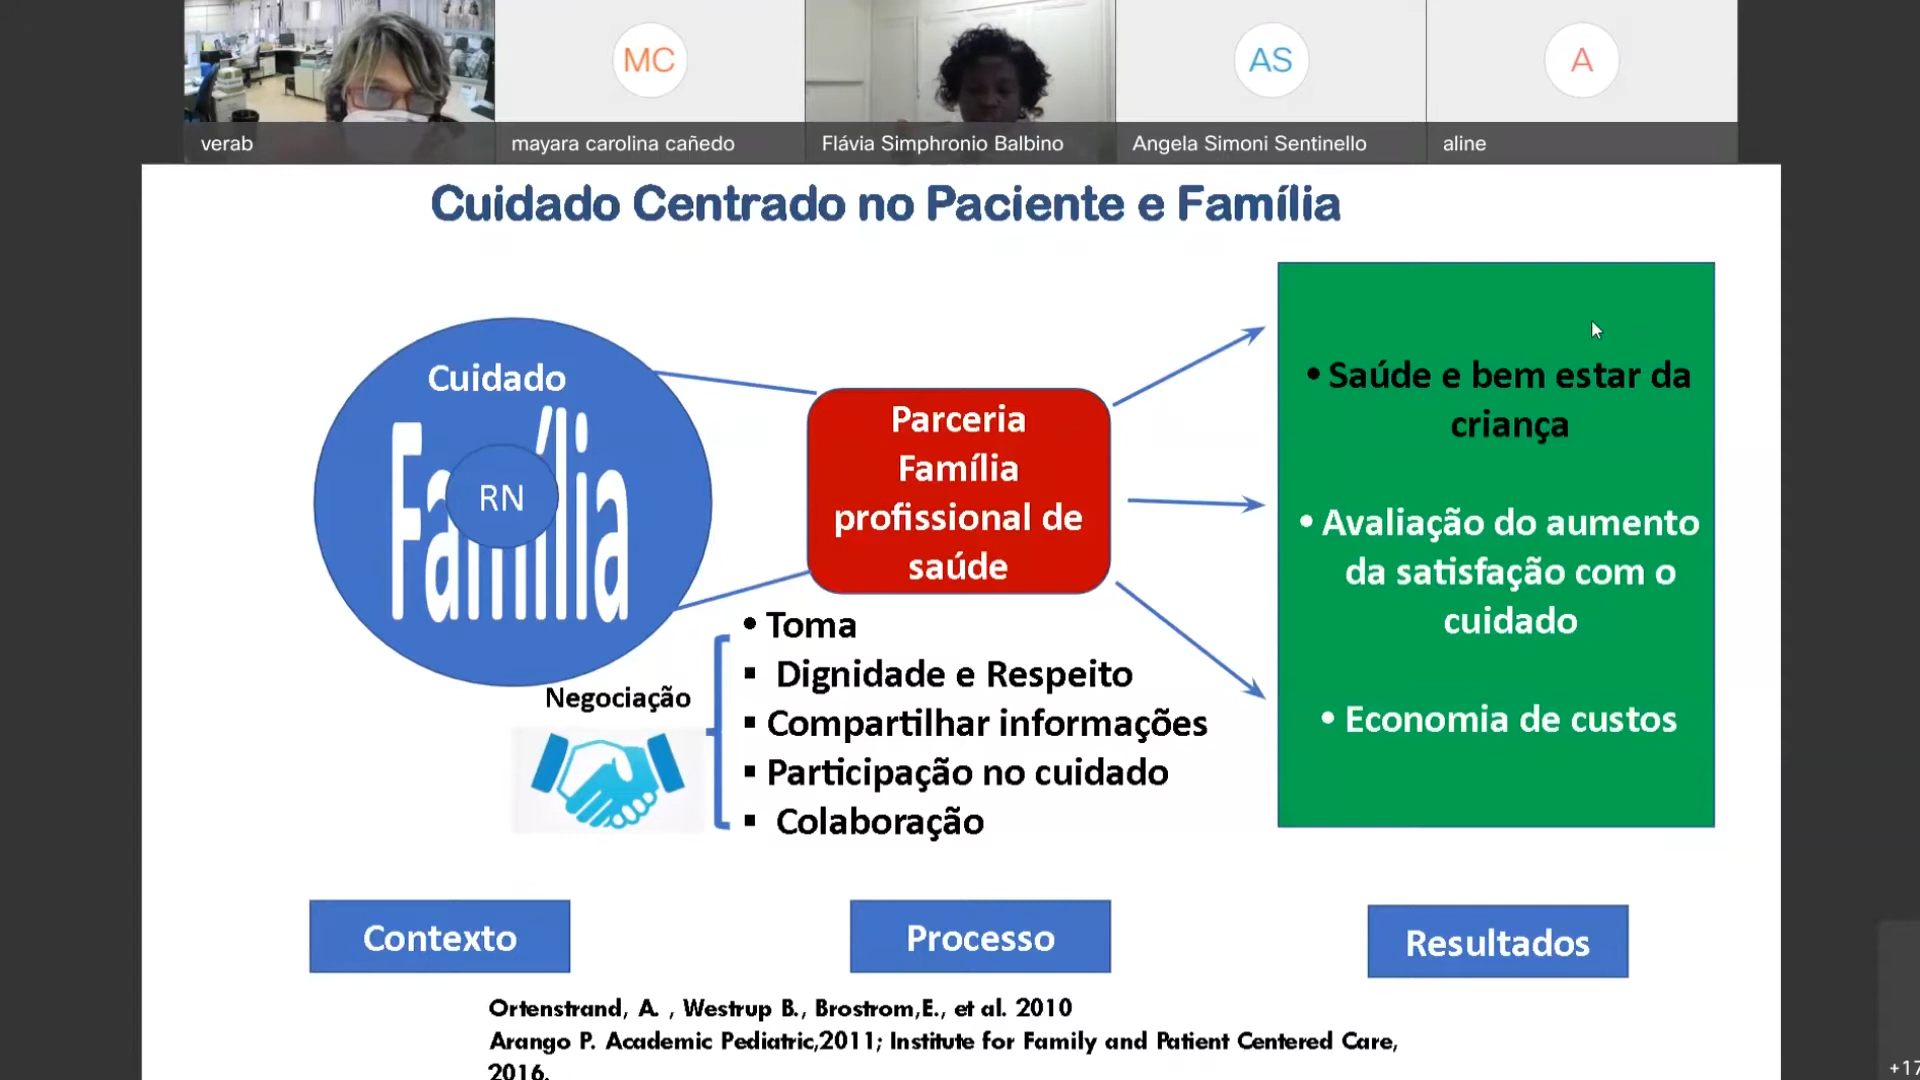 MC
AS
A
verab
mayara carolina cañedo
Flávia Simphronio Balbino
Angela Simoni Sentinello
aline
Cuidado Centrado no Paciente e Família
Cuidado
Família
RN
Parceria
Família
profissional de
saúde
• Saúde e bem estar da
criança
• Avaliação do aumento
da satisfação com o
cuidado
• Economia de custos
Negociação
• Toma
▪ Dignidade e Respeito
▪ Compartilhar informações
▪ Participação no cuidado
▪ Colaboração
Contexto
Processo
Resultados
Ortenstrand, A. , Westrup B., Brostrom,E., et al. 2010
Arango P. Academic Pediatric,2011; Institute for Family and Patient Centered Care,
2016.
+17